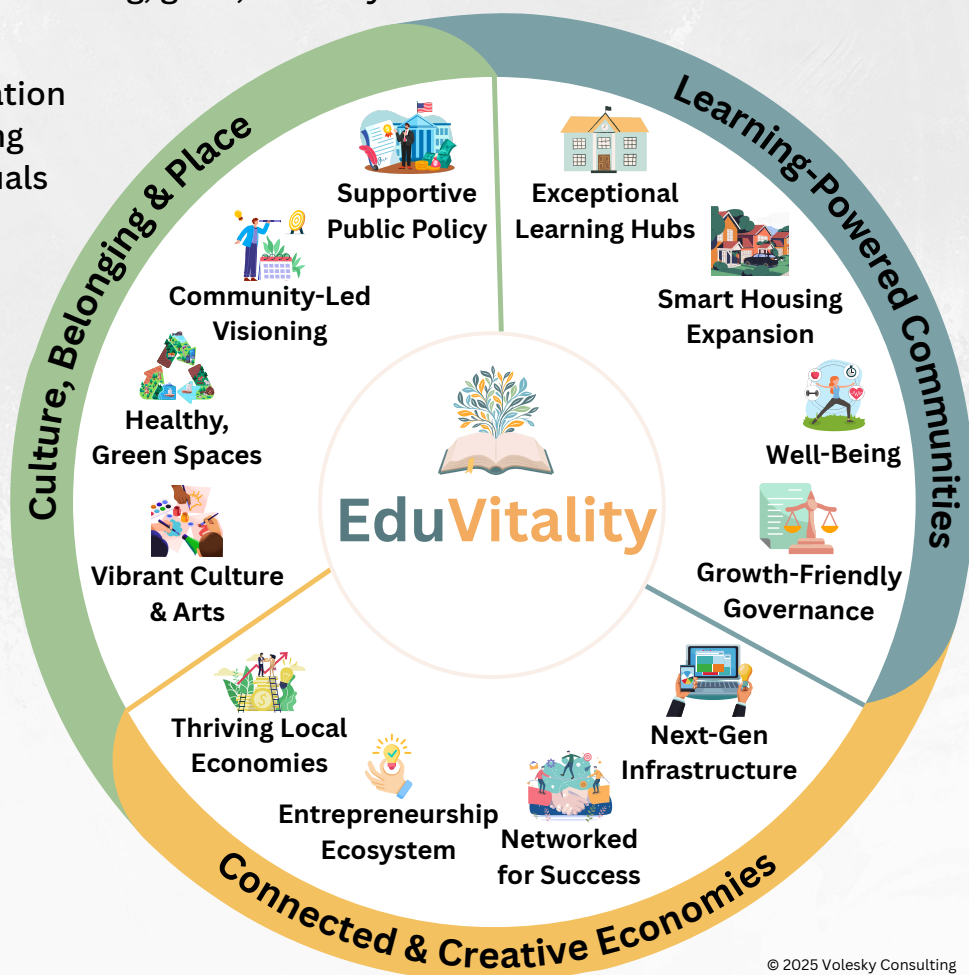 ation
ng
uals
Culture, Belonging & Place
Learning-Powered Communities
Connected & Creative Economies
Supportive
Public Policy
Community-Led
Visioning
Healthy,
Green Spaces
Vibrant Culture
& Arts
Exceptional
Learning Hubs
Smart Housing
Expansion
Well-Being
Growth-Friendly
Governance
EduVitality
Thriving Local
Economies
Entrepreneurship
Ecosystem
Networked
for Success
Next-Gen
Infrastructure
© 2025 Volesky Consulting